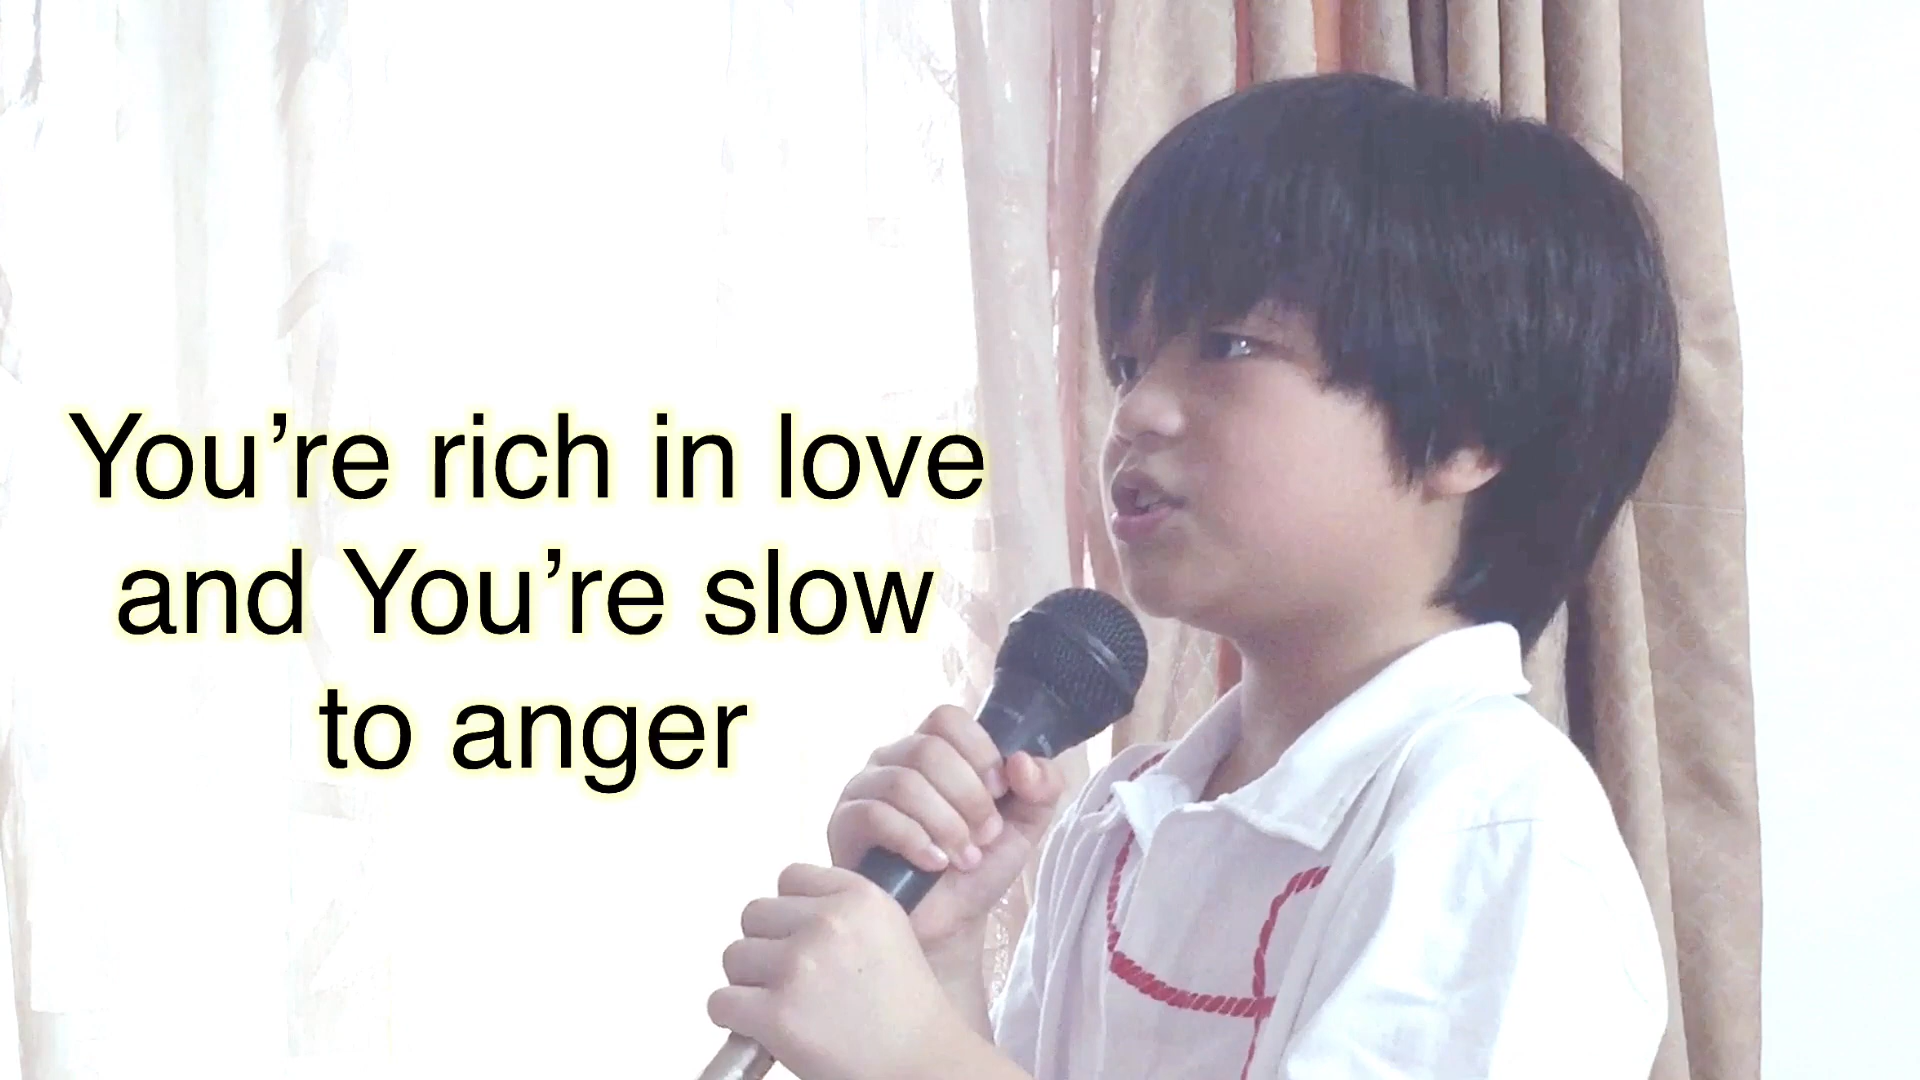 You’re rich in love
and You’re slow
to anger